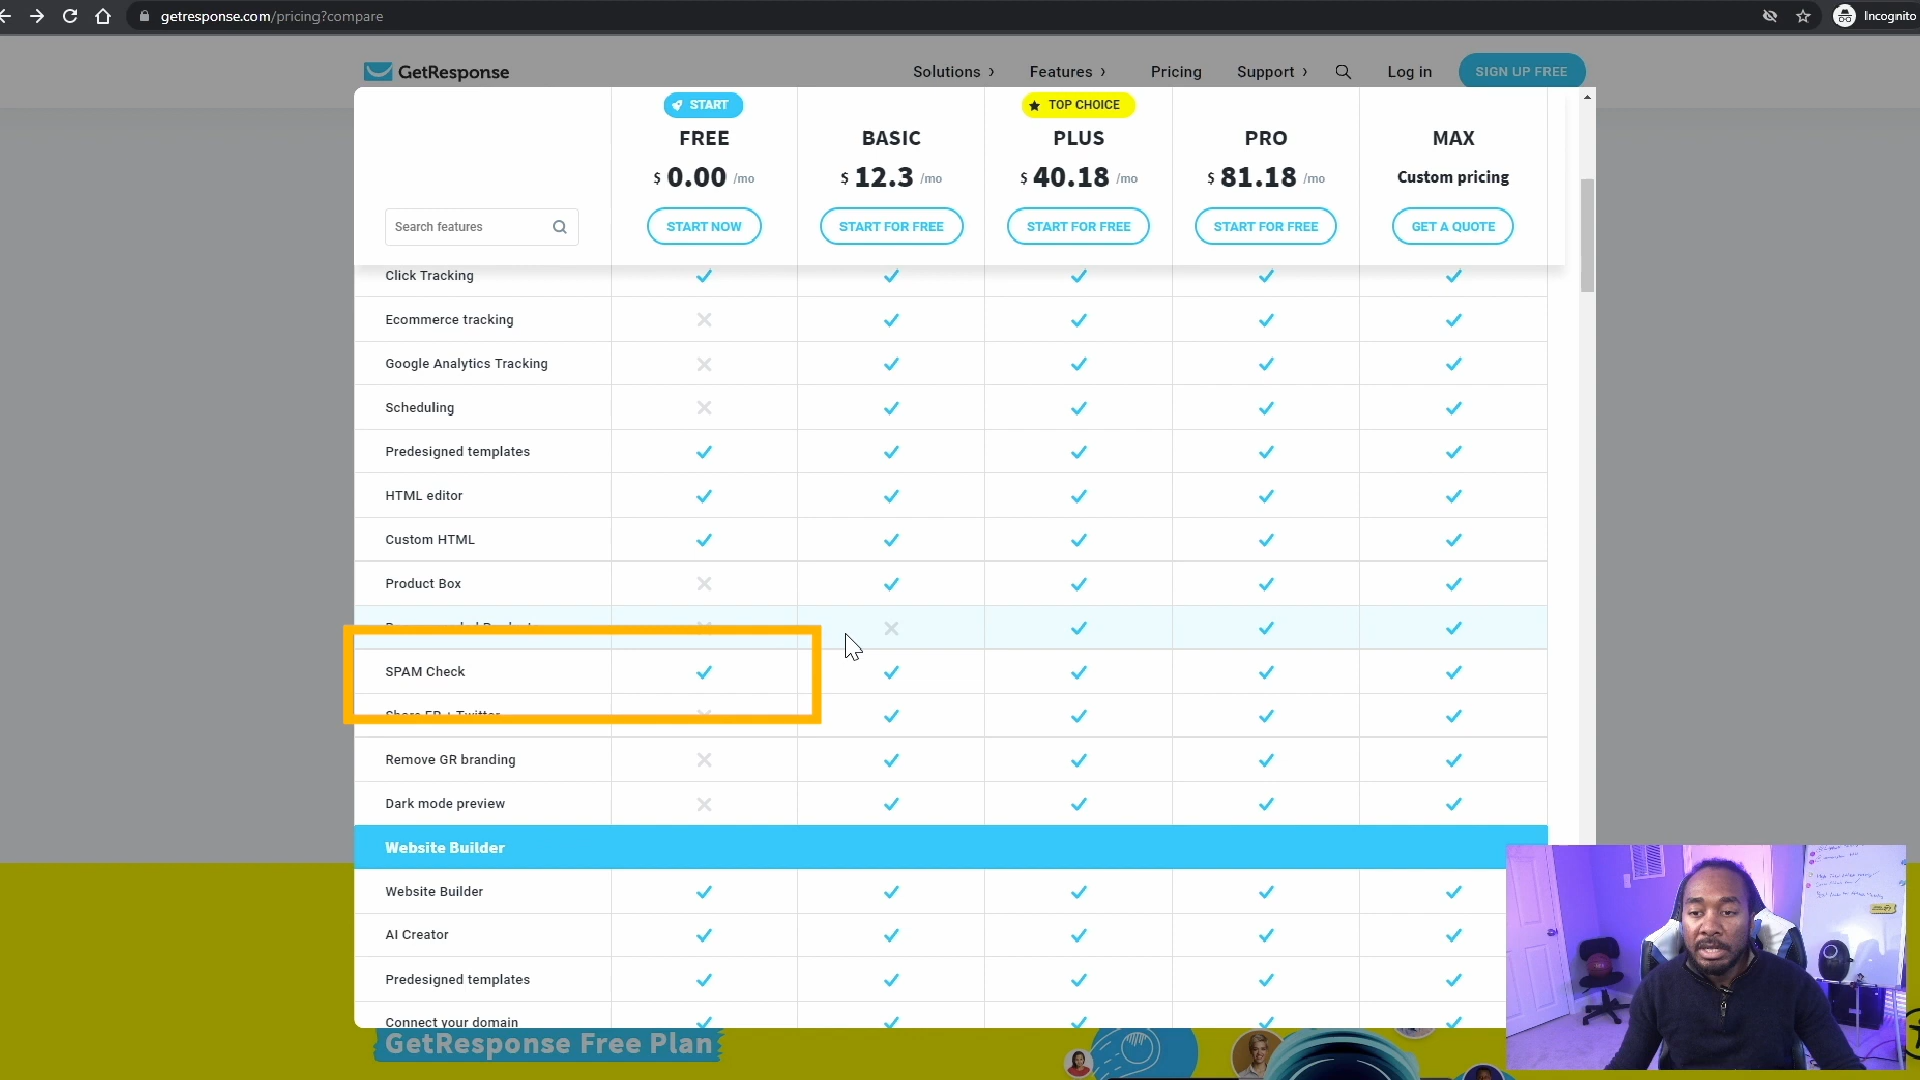 getresponse.com/pricing?compare
Incognito
GetResponse
Solutions
Features
Pricing
Support
Log in
SIGN UP FREE
START
TOP CHOICE
FREE
BASIC
PLUS
PRO
MAX
$ 0.00 /mo
$ 12.3 /mo
$ 40.18 /mo
$ 81.18 /mo
Custom pricing
Search features
START NOW
START FOR FREE
START FOR FREE
START FOR FREE
GET A QUOTE
Click Tracking
Ecommerce tracking
Google Analytics Tracking
Scheduling
Predesigned templates
HTML editor
Custom HTML
Product Box
SPAM Check
Remove GR branding
Dark mode preview
Website Builder
Website Builder
AI Creator
Predesigned templates
Connect your domain
GetResponse Free Plan